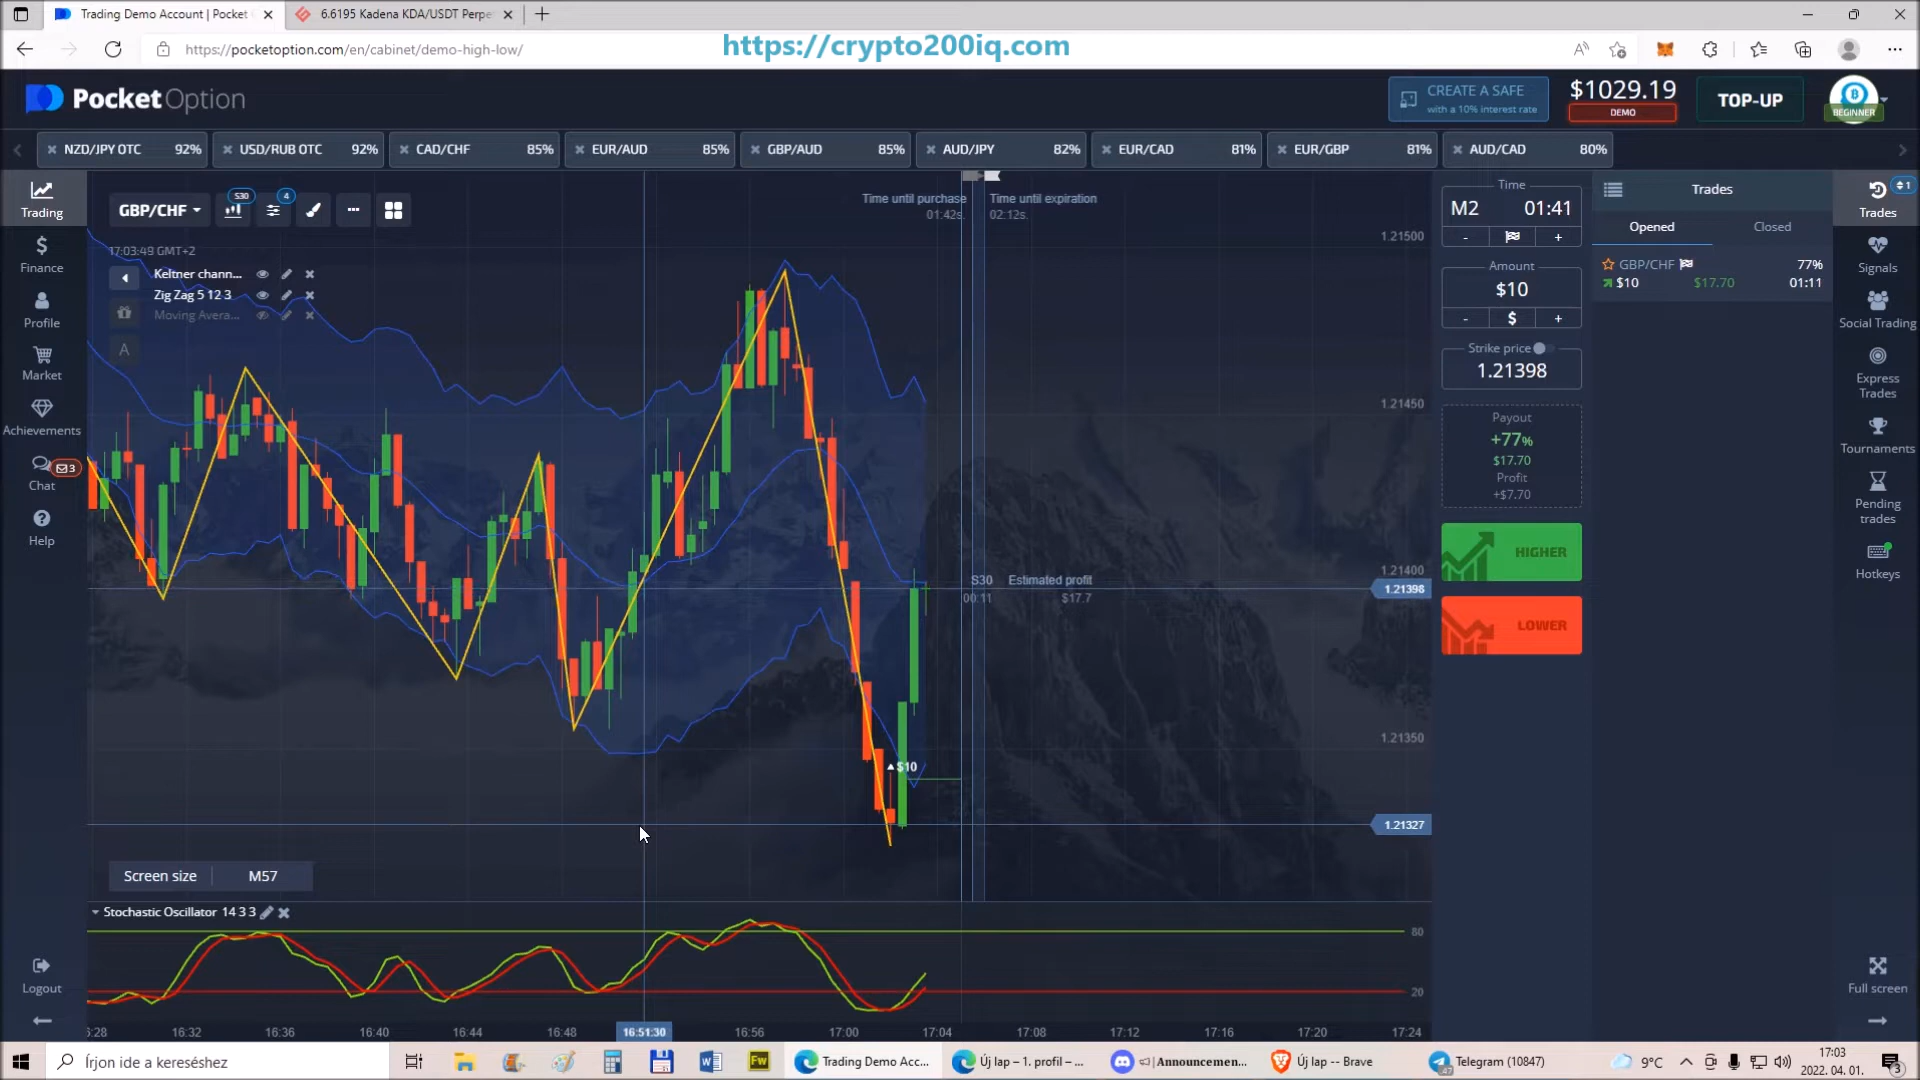 Trading Demo Account | Pocket
6.6195 Kadena KDA/USDT Perpe
https://pocketoption.com/en/cabinet/demo-high-low/
https://crypto200iq.com
PocketOption
CREATE A SAFE
with a 10% interest rate
$1029.19
DEMO
TOP-UP
BEGINNER
NZD/JPY OTC 92%
USD/RUB OTC 92%
CAD/CHF 85%
EUR/AUD 85%
GBP/AUD 85%
AUD/JPY 82%
EUR/CAD 81%
EUR/GBP 81%
AUD/CAD 80%
Trading
Finance
Profile
Market
Achievements
3
Chat
Help
Logout
GBP/CHF
S30
4
17:03:49 GMT+2
Keltner chann...
Zig Zag 5 12 3
Moving Avera...
A
Time until purchase
01:42s.
Time until expiration
02:12s.
1.21500
1.21450
1.21400
1.21398
1.21350
1.21327
S30 Estimated profit
00:11 $17.7
$10
Screen size M57
Stochastic Oscillator 14 3 3
80
20
6:28
16:32
16:36
16:40
16:44
16:48
16:51:30
16:56
17:00
17:04
17:08
17:12
17:16
17:20
17:24
Time
M2 01:41
- +
Amount
$10
- $ +
Strike price
1.21398
Payout
+77%
$17.70
Profit
+$7.70
HIGHER
LOWER
Trades
Opened Closed
GBP/CHF 77%
$10 $17.70 01:11
1
Trades
Signals
Social Trading
Express
Trades
Tournaments
Pending
trades
Hotkeys
Full screen
Írjon ide a kereséshez
W
Fw
Trading Demo Acc...
Új lap – 1. profil – ...
Announcemen...
Új lap -- Brave
47
Telegram (10847)
9°C
17:03
2022. 04. 01.
3